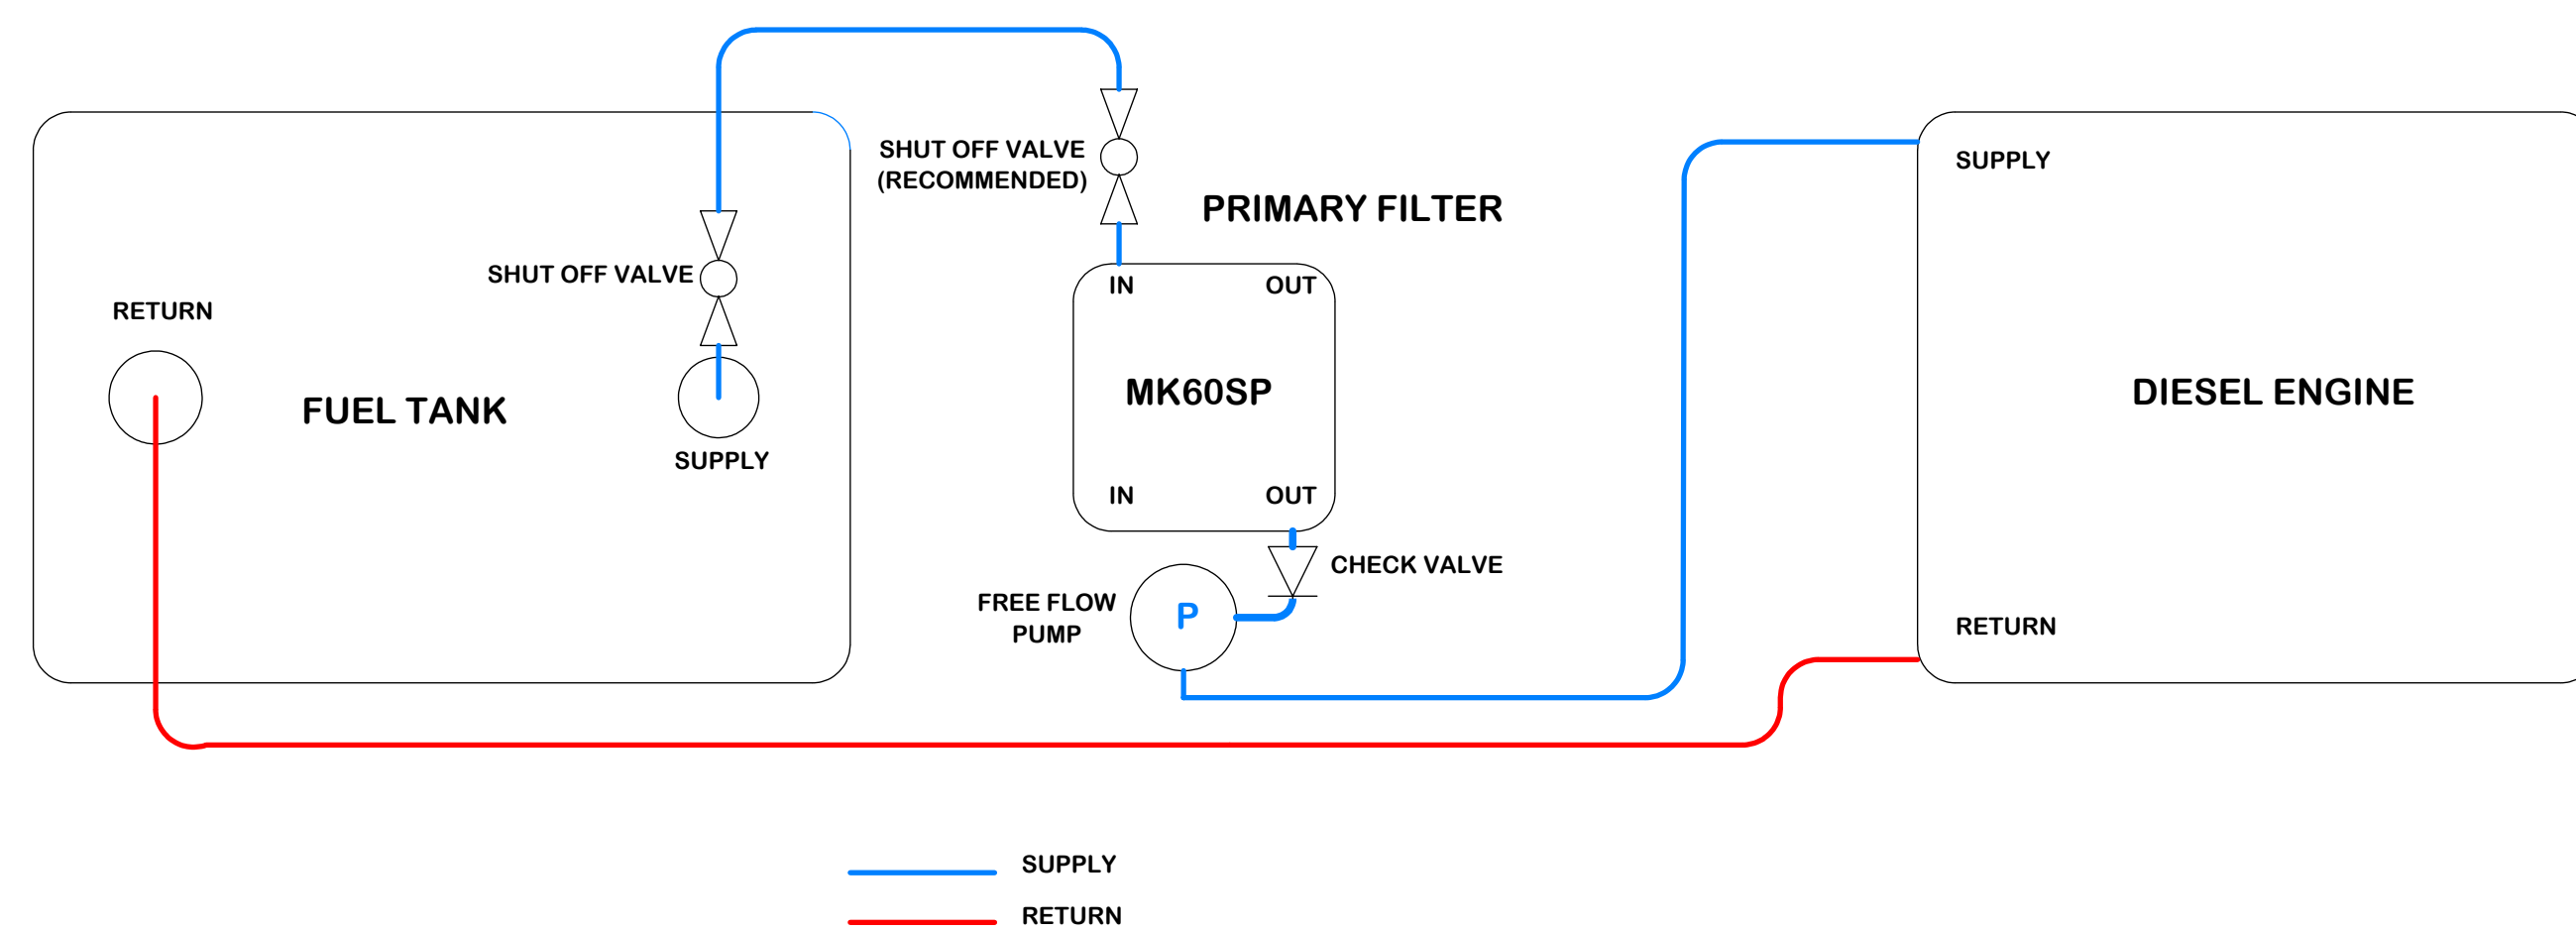 SHUT OFF VALVE
(RECOMMENDED)
PRIMARY FILTER
SUPPLY
SHUT OFF VALVE
RETURN
IN OUT
FUEL TANK
MK60SP
DIESEL ENGINE
SUPPLY
IN OUT
CHECK VALVE
FREE FLOW
PUMP
P
RETURN
SUPPLY
RETURN